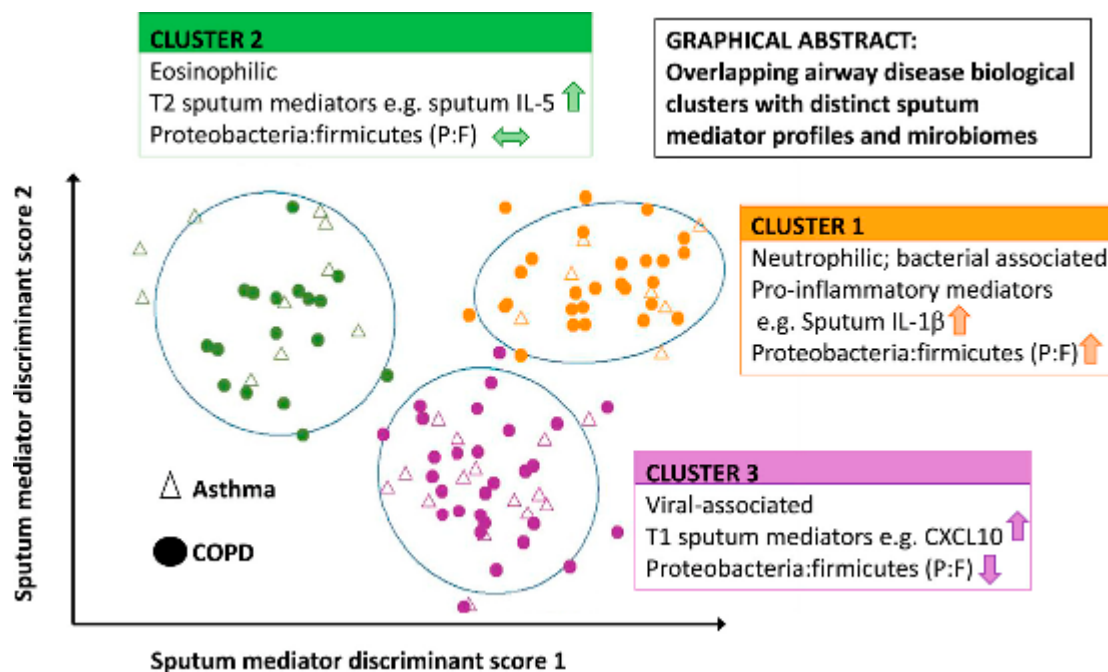 CLUSTER 2
Eosinophilic
T2 sputum mediators e.g. sputum IL-5
Proteobacteria:firmicutes (P:F)
GRAPHICAL ABSTRACT:
Overlapping airway disease biological
clusters with distinct sputum
mediator profiles and mirobiomes
CLUSTER 1
Neutrophilic; bacterial associated
Pro-inflammatory mediators
e.g. Sputum IL-1β
Proteobacteria:firmicutes (P:F)
CLUSTER 3
Viral-associated
T1 sputum mediators e.g. CXCL10
Proteobacteria:firmicutes (P:F)
Asthma
COPD
Sputum mediator discriminant score 2
Sputum mediator discriminant score 1